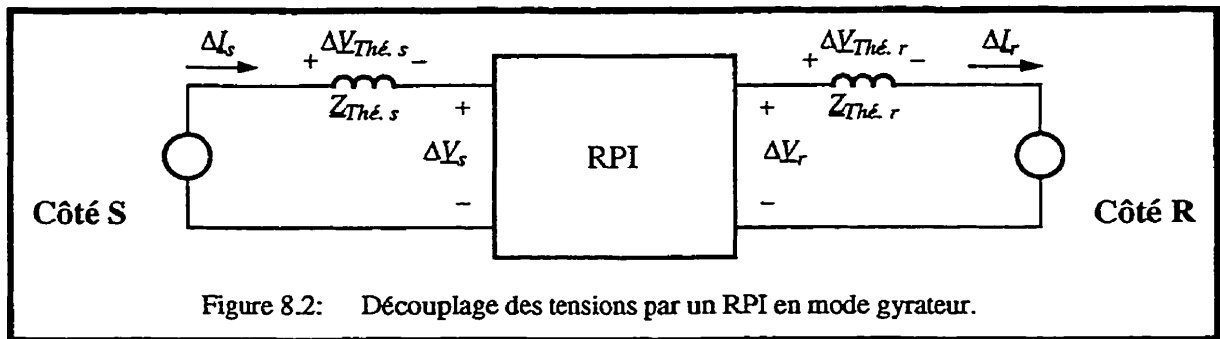 ΔI_s ΔV_Thé. s ΔV_Thé. r ΔI_r
+ − + −
Z_Thé. s Z_Thé. r
+ +
ΔV_s RPI ΔV_r
Côté S − − Côté R
Figure 8.2: Découplage des tensions par un RPI en mode gyrateur.